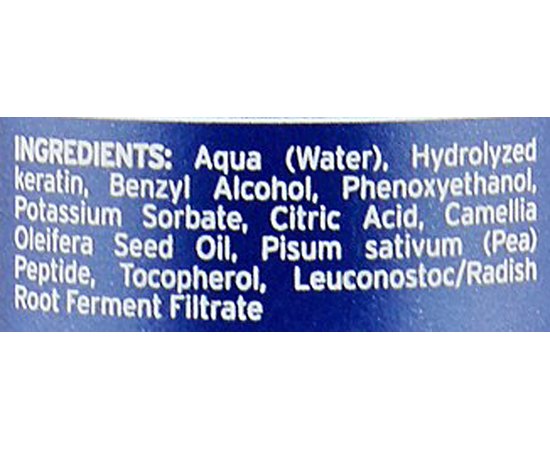 INGREDIENTS: Aqua (Water), Hydrolyzed
keratin, Benzyl Alcohol, Phenoxyethanol,
Potassium Sorbate, Citric Acid, Camellia
Oleifera Seed Oil, Pisum sativum (Pea)
Peptide, Tocopherol, Leuconostoc/Radish
Root Ferment Filtrate